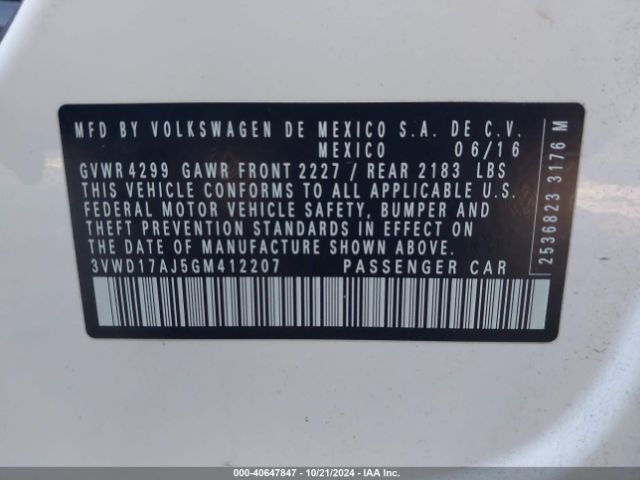 MFD BY VOLKSWAGEN DE MEXICO S.A. DE C.V.
MEXICO 06/16
GVWR 4299 GAWR FRONT 2227 / REAR 2183 LBS
THIS VEHICLE CONFORMS TO ALL APPLICABLE U.S.
FEDERAL MOTOR VEHICLE SAFETY, BUMPER AND
THEFT PREVENTION STANDARDS IN EFFECT ON
THE DATE OF MANUFACTURE SHOWN ABOVE.
3VWD17AJ5GM412207 PASSENGER CAR
2536823 3176 M
000-40647847 - 10/21/2024 - IAAI.COM